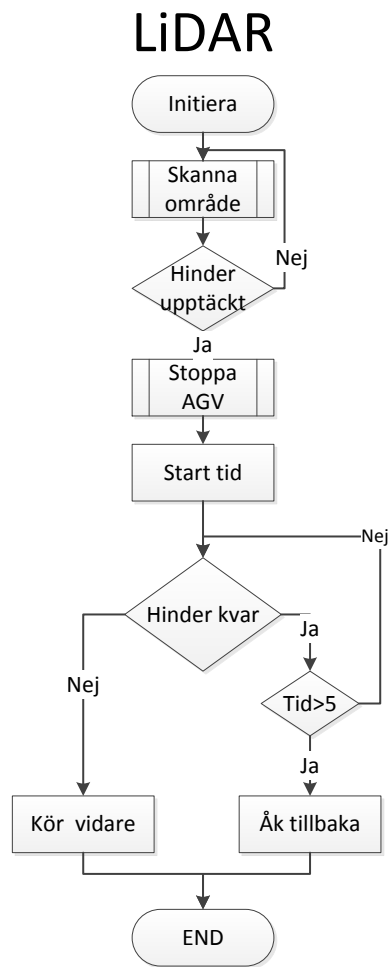 LiDAR
Initiera
Skanna
område
Nej
Hinder
upptäckt
Ja
Stoppa
AGV
Start tid
Nej
Hinder kvar
Ja
Nej
Tid>5
Ja
Kör vidare
Åk tillbaka
END